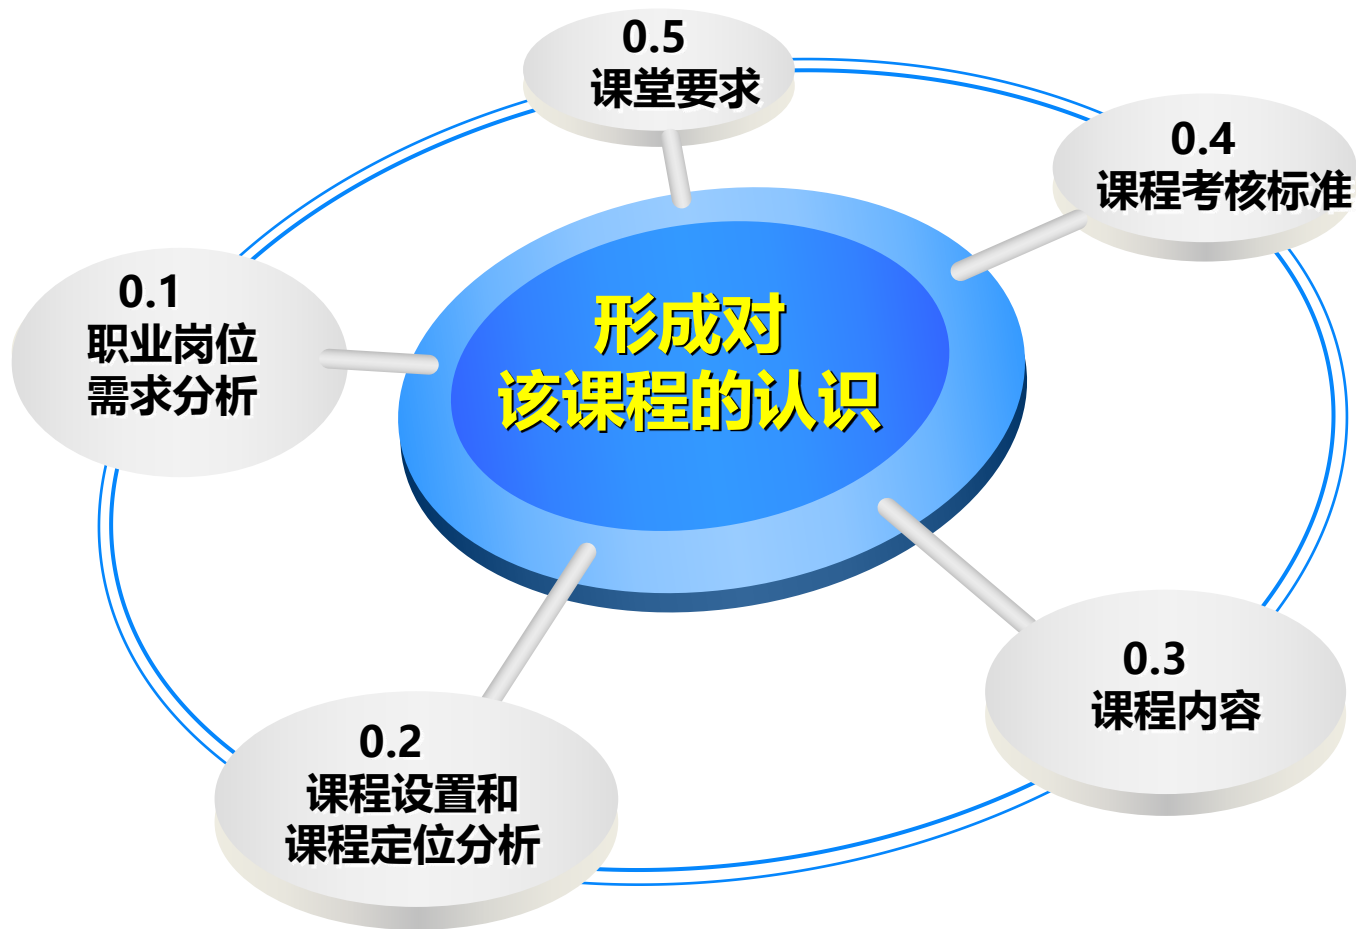 0.5
课堂要求
0.4
课程考核标准
0.1
职业岗位
需求分析
形成对
该课程的认识
0.3
课程内容
0.2
课程设置和
课程定位分析